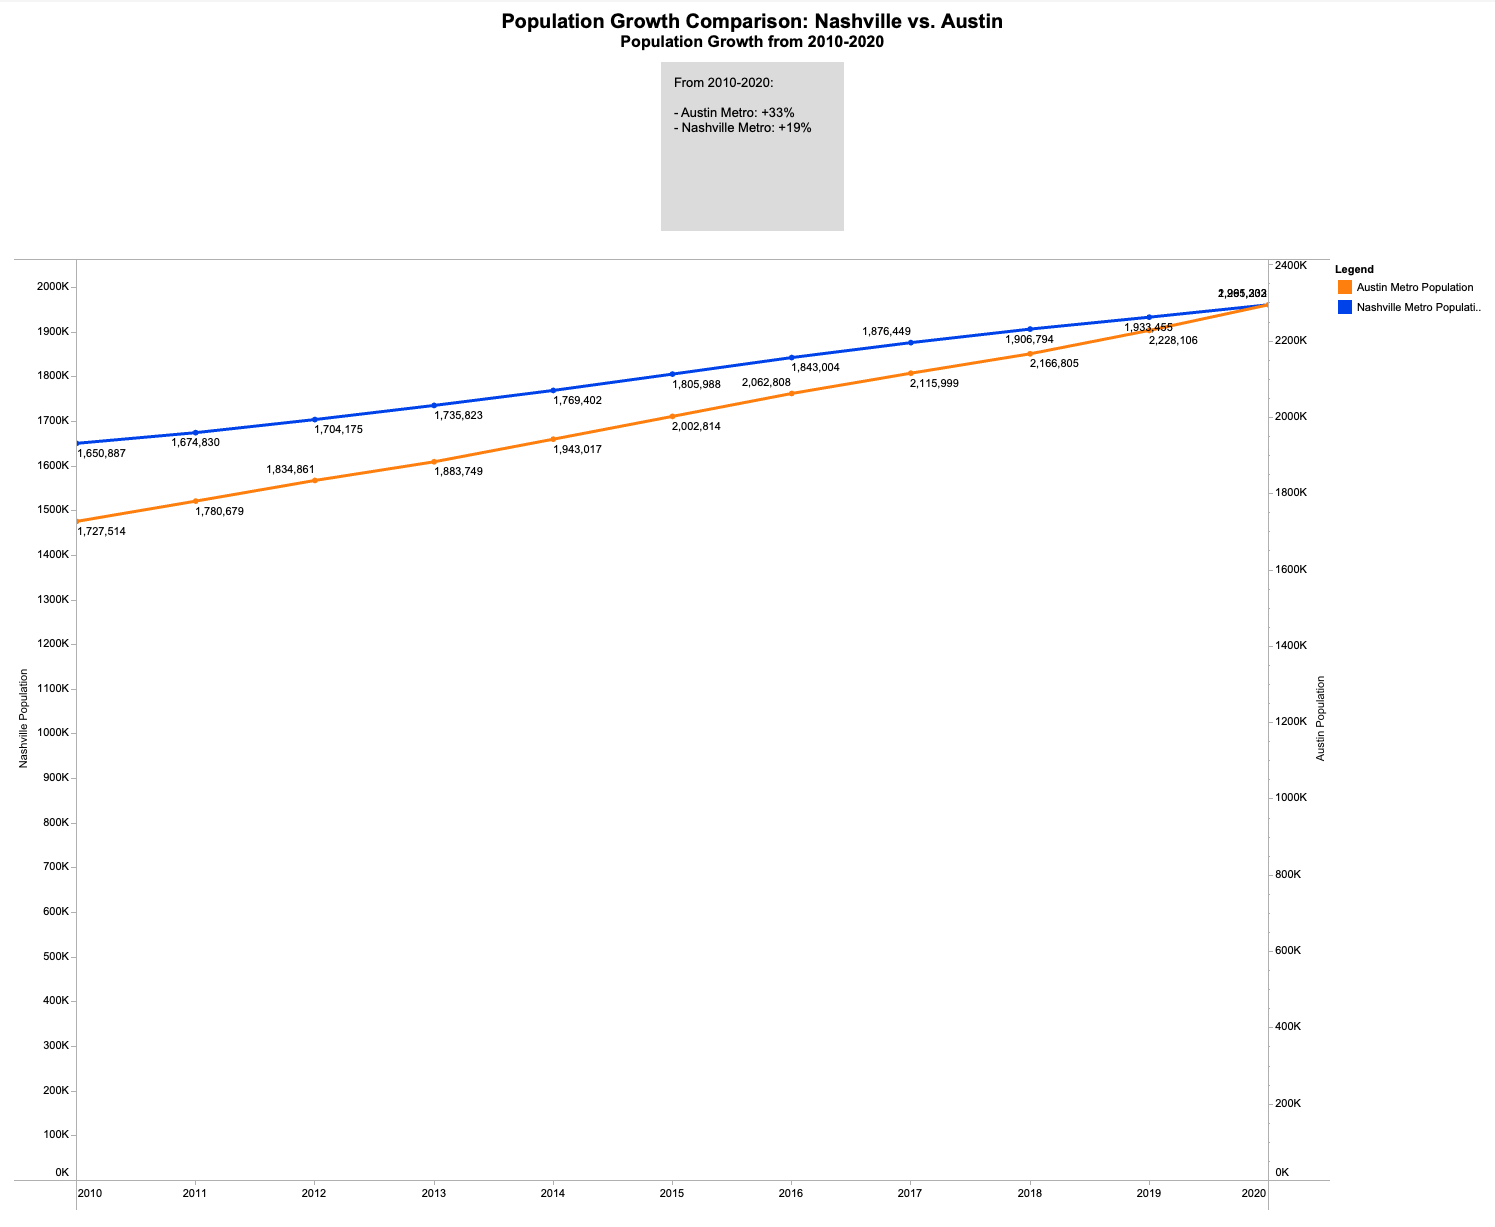 Population Growth Comparison: Nashville vs. Austin
Population Growth from 2010-2020
From 2010-2020:
- Austin Metro: +33%
- Nashville Metro: +19%
Legend
Austin Metro Population
Nashville Metro Populati..
Nashville Population
2000K
1900K
1800K
1700K
1600K
1500K
1400K
1300K
1200K
1100K
1000K
900K
800K
700K
600K
500K
400K
300K
200K
100K
0K
1,650,887
1,674,830
1,704,175
1,735,823
1,769,402
1,805,988
1,843,004
1,876,449
1,906,794
1,933,455
1,727,514
1,780,679
1,834,861
1,883,749
1,943,017
2,002,814
2,062,808
2,115,999
2,166,805
2,228,106
2400K
2200K
2000K
1800K
1600K
1400K
1200K
1000K
800K
600K
400K
200K
0K
Austin Population
2010
2011
2012
2013
2014
2015
2016
2017
2018
2019
2020